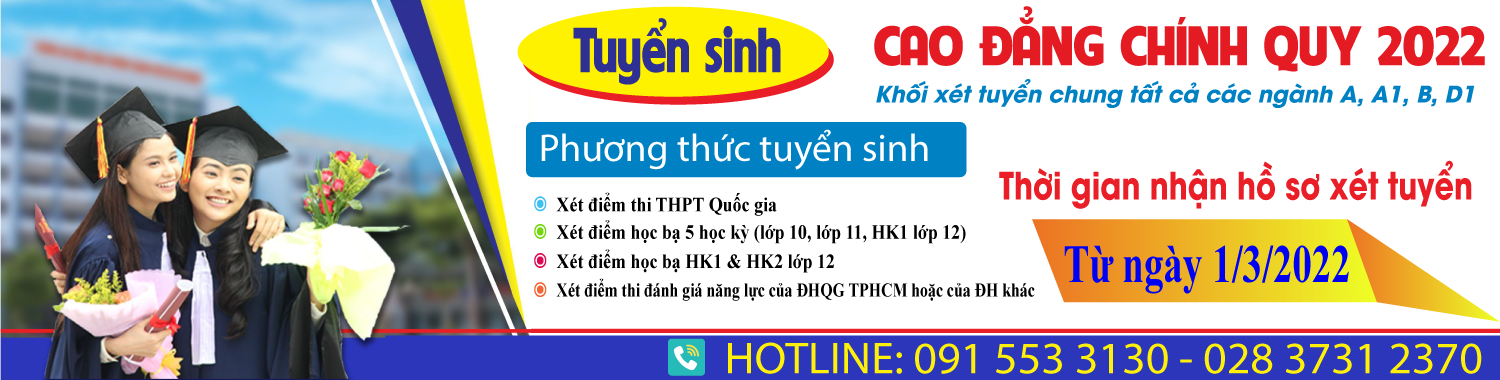 Tuyển sinh
CAO ĐẲNG CHÍNH QUY 2022
Khối xét tuyển chung tất cả các ngành A, A1, B, D1
Phương thức tuyển sinh
Xét điểm thi THPT Quốc gia
Xét điểm học bạ 5 học kỳ (lớp 10, lớp 11, HK1 lớp 12)
Xét điểm học bạ HK1 & HK2 lớp 12
Xét điểm thi đánh giá năng lực của ĐHQG TPHCM hoặc của ĐH khác
Thời gian nhận hồ sơ xét tuyển
Từ ngày 1/3/2022
HOTLINE: 091 553 3130 - 028 3731 2370